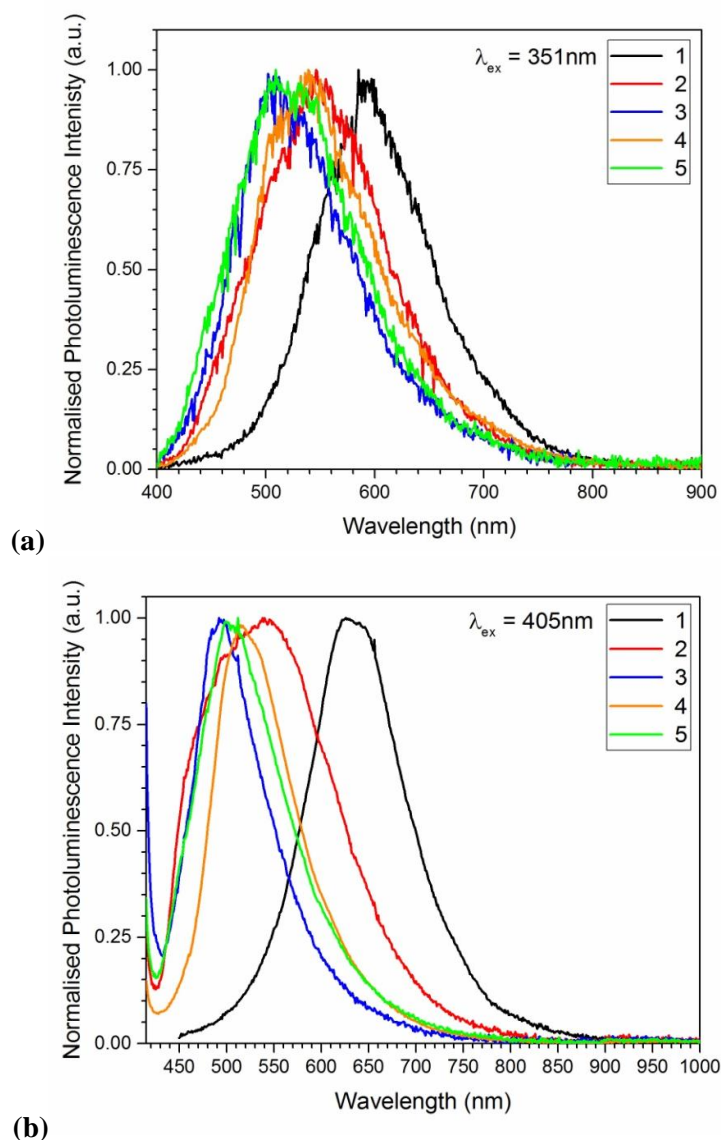 λex = 351nm
1
2
3
4
5
Normalised Photoluminescence Intenisty (a.u.)
1.00
0.75
0.50
0.25
0.00
400 500 600 700 800 900
Wavelength (nm)
(a)
λex = 405nm
1
2
3
4
5
Normalised Photoluminescence Intensity (a.u.)
1.00
0.75
0.50
0.25
0.00
450 500 550 600 650 700 750 800 850 900 950 1000
Wavelength (nm)
(b)